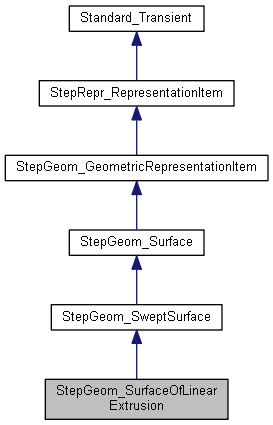 Standard_Transient
StepRepr_RepresentationItem
StepGeom_GeometricRepresentationItem
StepGeom_Surface
StepGeom_SweptSurface
StepGeom_SurfaceOfLinear
Extrusion